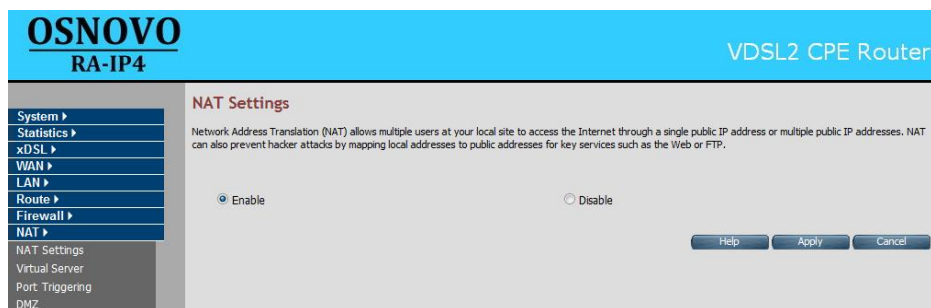 OSNOVO
RA-IP4
VDSL2 CPE Router
System
Statistics
xDSL
WAN
LAN
Route
Firewall
NAT
NAT Settings
Virtual Server
Port Triggering
DMZ
NAT Settings
Network Address Translation (NAT) allows multiple users at your local site to access the Internet through a single public IP address or multiple public IP addresses. NAT
can also prevent hacker attacks by mapping local addresses to public addresses for key services such as the Web or FTP.
Enable Disable
Help Apply Cancel